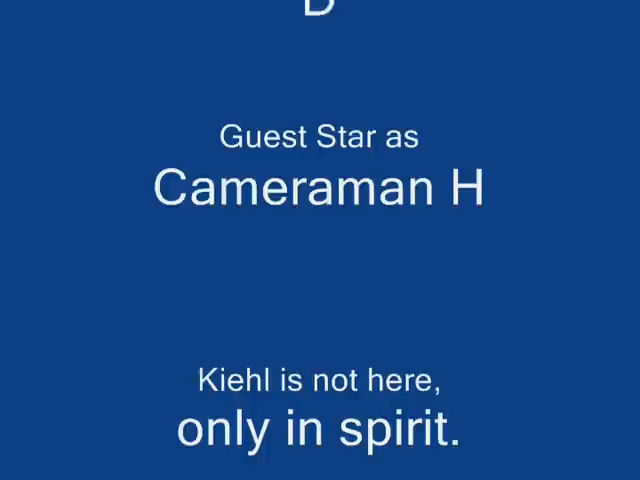 Guest Star as
Cameraman H
Kiehl is not here,
only in spirit.